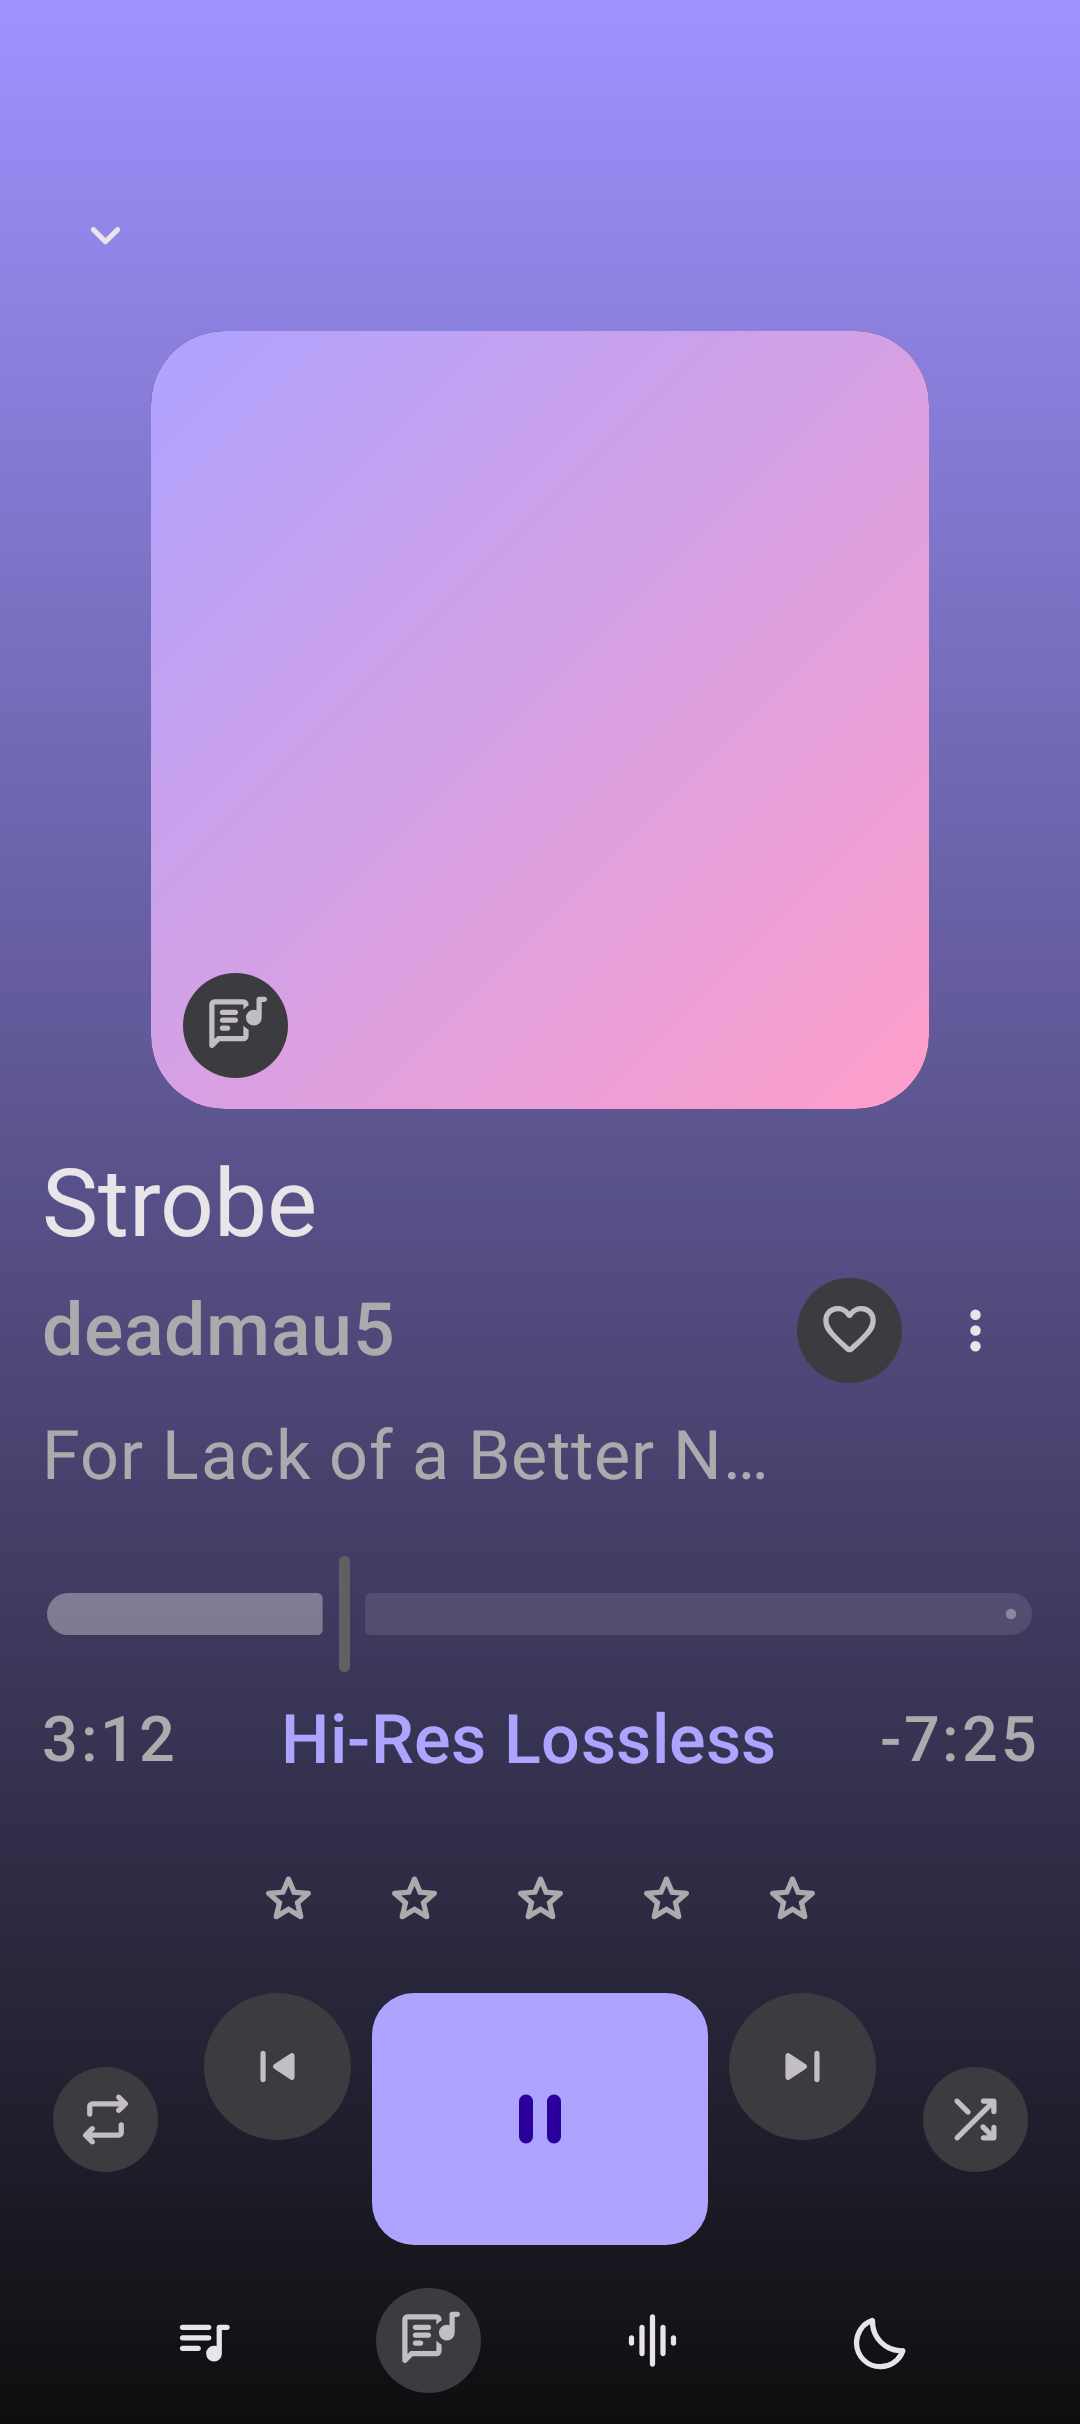 Strobe
deadmau5
For Lack of a Better N…
3:12
Hi-Res Lossless
-7:25